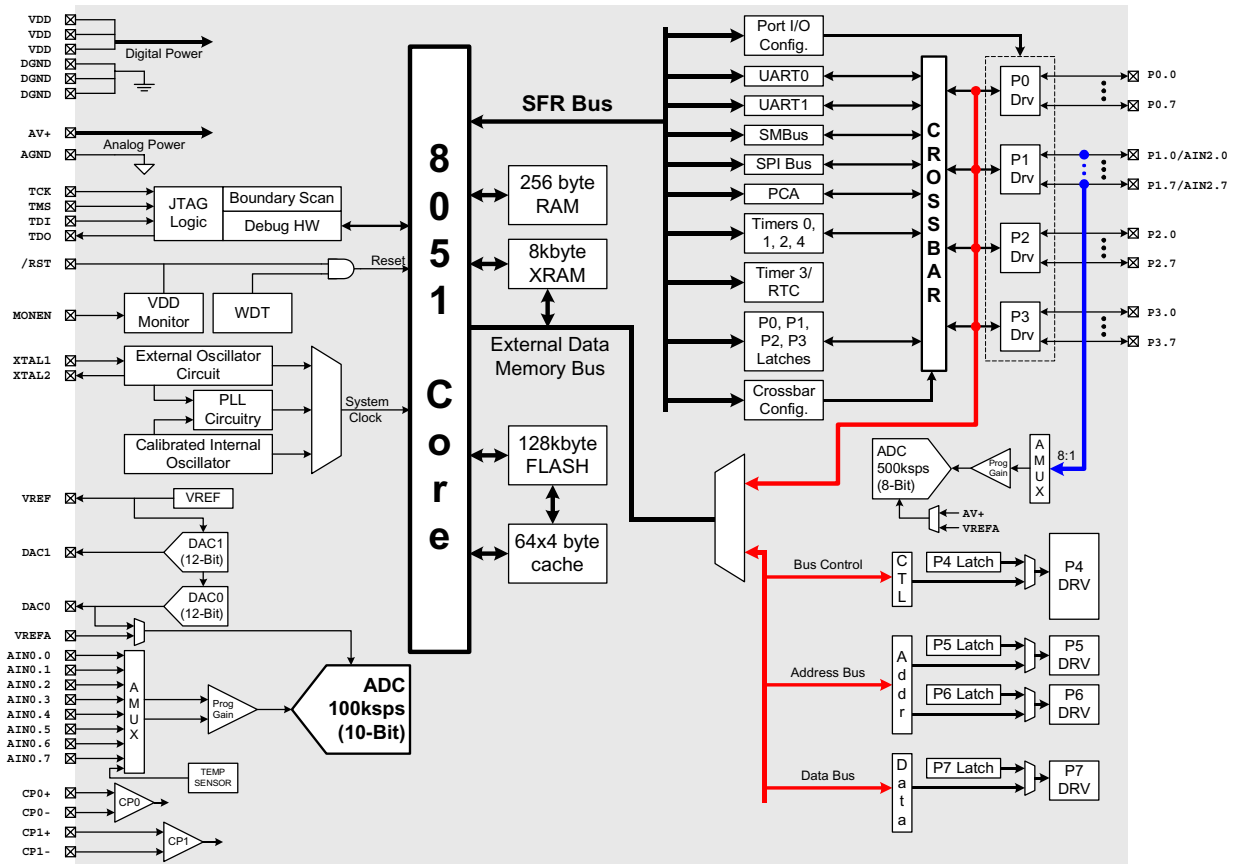 VDD
VDD
VDD
Digital Power
DGND
DGND
DGND
AV+
Analog Power
AGND
TCK
TMS
TDI
TDO
JTAG
Logic
Boundary Scan
Debug HW
/RST
Reset
MONEN
VDD
Monitor
WDT
XTAL1
XTAL2
External Oscillator
Circuit
PLL
Circuitry
Calibrated Internal
Oscillator
System
Clock
VREF
VREF
DAC1
DAC1
(12-Bit)
DAC0
DAC0
(12-Bit)
VREFA
AIN0.0
AIN0.1
AIN0.2
AIN0.3
AIN0.4
AIN0.5
AIN0.6
AIN0.7
AMUX
Prog
Gain
ADC
100ksps
(10-Bit)
TEMP
SENSOR
CP0+
CP0-
CP0
CP1+
CP1-
CP1
8051 Core
SFR Bus
256 byte
RAM
8kbyte
XRAM
External Data
Memory Bus
128kbyte
FLASH
64x4 byte
cache
Port I/O
Config.
UART0
UART1
SMBus
SPI Bus
PCA
Timers 0,
1, 2, 4
Timer 3/
RTC
P0, P1,
P2, P3
Latches
Crossbar
Config.
CROSSBAR
P0
Drv
P1
Drv
P2
Drv
P3
Drv
P0.0
P0.7
P1.0/AIN2.0
P1.7/AIN2.7
P2.0
P2.7
P3.0
P3.7
ADC
500ksps
(8-Bit)
Prog
Gain
AMUX
8:1
AV+
VREFA
Bus Control
CTL
P4 Latch
P4
DRV
Address Bus
Addr
P5 Latch
P5
DRV
P6 Latch
P6
DRV
Data Bus
Data
P7 Latch
P7
DRV